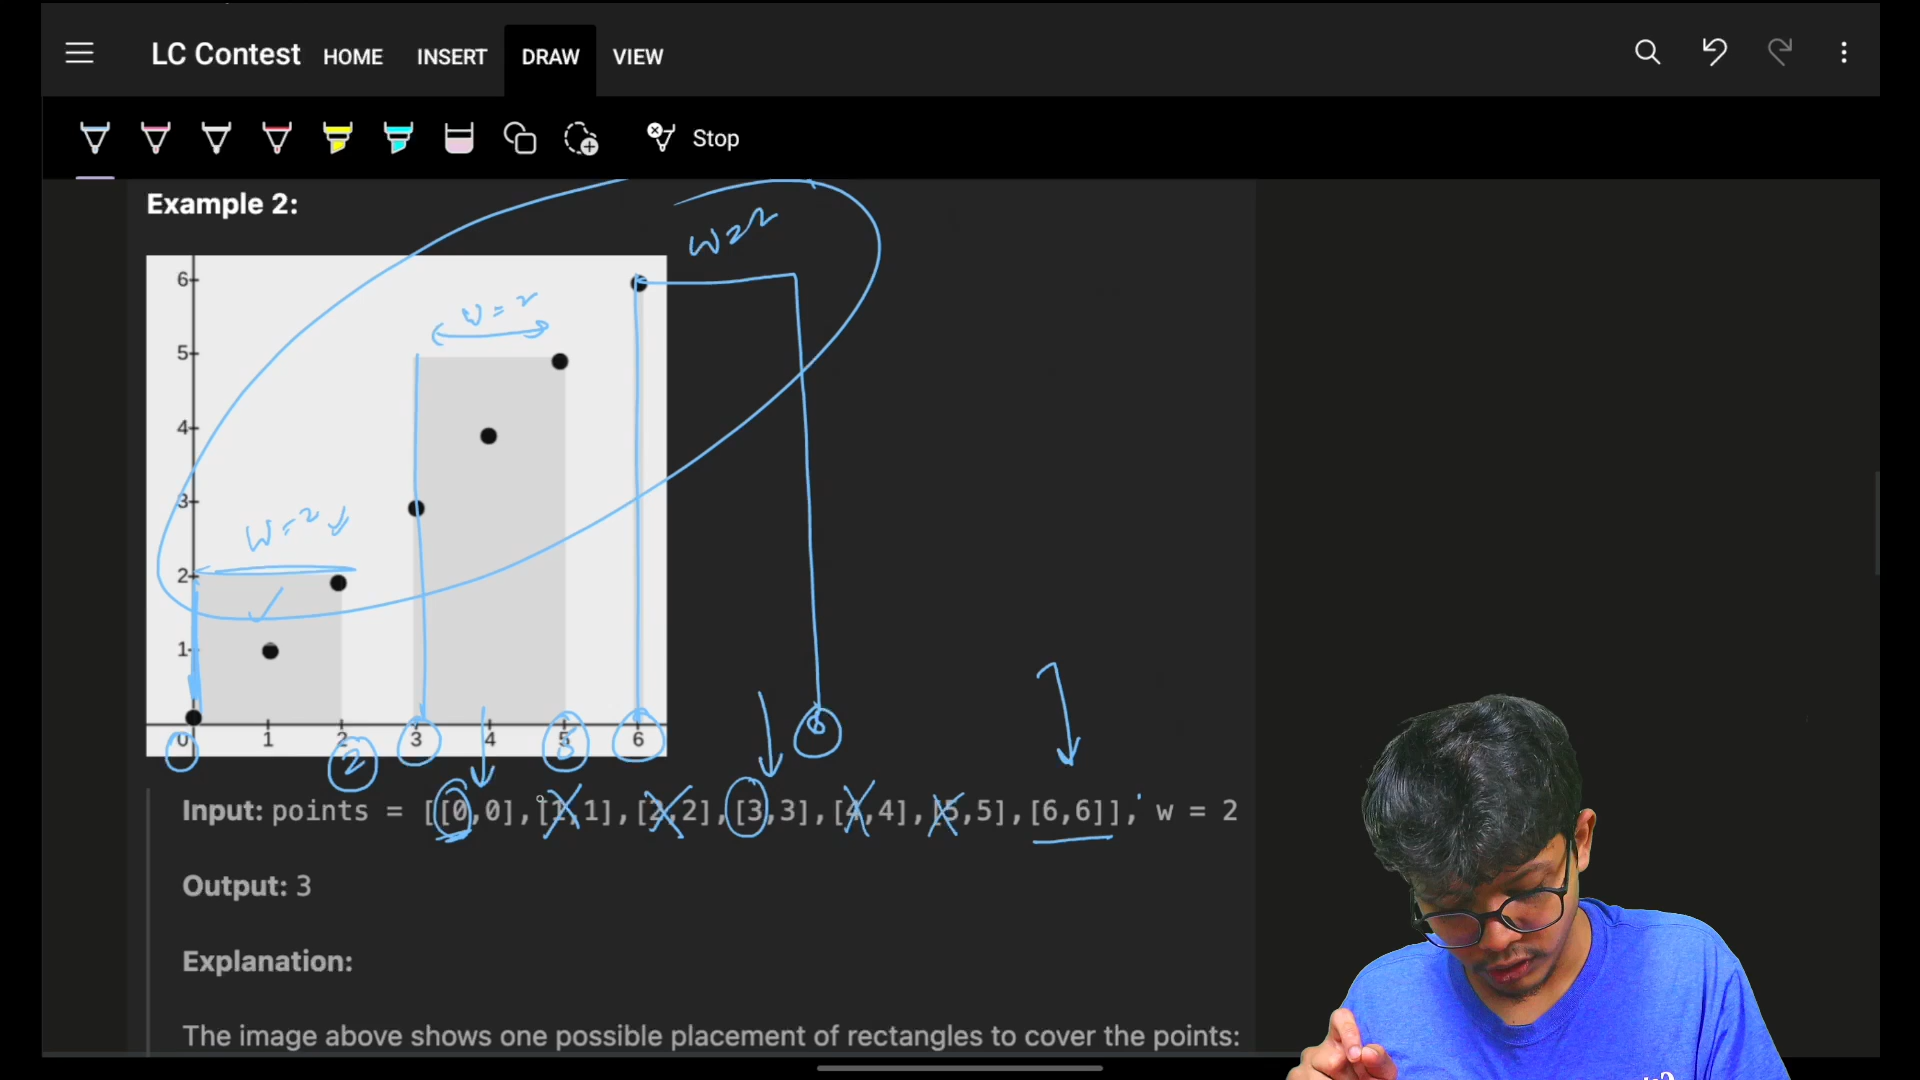 LC Contest HOME INSERT DRAW VIEW
Stop
Example 2:
w=2
6
w=2
5
4
3
w=2
2
1
0 1 2 3 4 5 6
2 8
Input: points = [[0,0],[1,1],[2,2],[3,3],[4,4],[5,5],[6,6]], w = 2
Output: 3
Explanation:
The image above shows one possible placement of rectangles to cover the points: